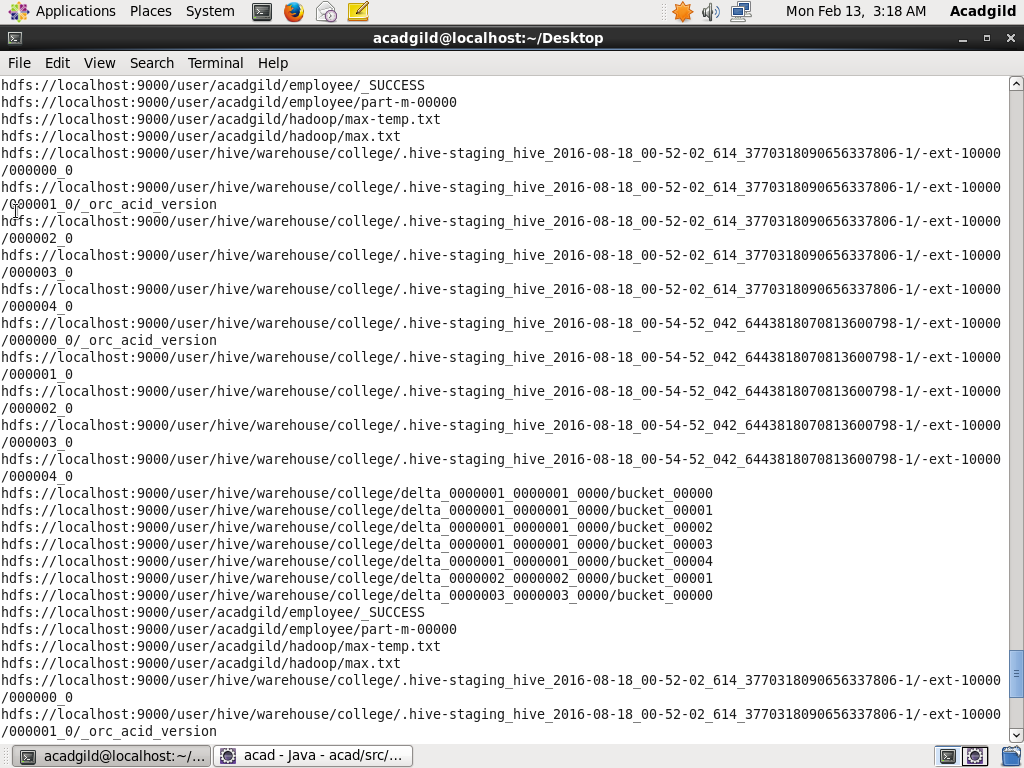 Applications Places System Mon Feb 13, 3:18 AM Acadgild
acadgild@localhost:~/Desktop
File Edit View Search Terminal Help
hdfs://localhost:9000/user/acadgild/employee/_SUCCESS
hdfs://localhost:9000/user/acadgild/employee/part-m-00000
hdfs://localhost:9000/user/acadgild/hadoop/max-temp.txt
hdfs://localhost:9000/user/acadgild/hadoop/max.txt
hdfs://localhost:9000/user/hive/warehouse/college/.hive-staging_hive_2016-08-18_00-52-02_614_3770318090656337806-1/-ext-10000
/000000_0
hdfs://localhost:9000/user/hive/warehouse/college/.hive-staging_hive_2016-08-18_00-52-02_614_3770318090656337806-1/-ext-10000
/000001_0/_orc_acid_version
hdfs://localhost:9000/user/hive/warehouse/college/.hive-staging_hive_2016-08-18_00-52-02_614_3770318090656337806-1/-ext-10000
/000002_0
hdfs://localhost:9000/user/hive/warehouse/college/.hive-staging_hive_2016-08-18_00-52-02_614_3770318090656337806-1/-ext-10000
/000003_0
hdfs://localhost:9000/user/hive/warehouse/college/.hive-staging_hive_2016-08-18_00-52-02_614_3770318090656337806-1/-ext-10000
/000004_0
hdfs://localhost:9000/user/hive/warehouse/college/.hive-staging_hive_2016-08-18_00-54-52_042_6443818070813600798-1/-ext-10000
/000000_0/_orc_acid_version
hdfs://localhost:9000/user/hive/warehouse/college/.hive-staging_hive_2016-08-18_00-54-52_042_6443818070813600798-1/-ext-10000
/000001_0
hdfs://localhost:9000/user/hive/warehouse/college/.hive-staging_hive_2016-08-18_00-54-52_042_6443818070813600798-1/-ext-10000
/000002_0
hdfs://localhost:9000/user/hive/warehouse/college/.hive-staging_hive_2016-08-18_00-54-52_042_6443818070813600798-1/-ext-10000
/000003_0
hdfs://localhost:9000/user/hive/warehouse/college/.hive-staging_hive_2016-08-18_00-54-52_042_6443818070813600798-1/-ext-10000
/000004_0
hdfs://localhost:9000/user/hive/warehouse/college/delta_0000001_0000001_0000/bucket_00000
hdfs://localhost:9000/user/hive/warehouse/college/delta_0000001_0000001_0000/bucket_00001
hdfs://localhost:9000/user/hive/warehouse/college/delta_0000001_0000001_0000/bucket_00002
hdfs://localhost:9000/user/hive/warehouse/college/delta_0000001_0000001_0000/bucket_00003
hdfs://localhost:9000/user/hive/warehouse/college/delta_0000001_0000001_0000/bucket_00004
hdfs://localhost:9000/user/hive/warehouse/college/delta_0000002_0000002_0000/bucket_00001
hdfs://localhost:9000/user/hive/warehouse/college/delta_0000003_0000003_0000/bucket_00000
hdfs://localhost:9000/user/acadgild/employee/_SUCCESS
hdfs://localhost:9000/user/acadgild/employee/part-m-00000
hdfs://localhost:9000/user/acadgild/hadoop/max-temp.txt
hdfs://localhost:9000/user/acadgild/hadoop/max.txt
hdfs://localhost:9000/user/hive/warehouse/college/.hive-staging_hive_2016-08-18_00-52-02_614_3770318090656337806-1/-ext-10000
/000000_0
hdfs://localhost:9000/user/hive/warehouse/college/.hive-staging_hive_2016-08-18_00-52-02_614_3770318090656337806-1/-ext-10000
/000001_0/_orc_acid_version
acadgild@localhost:~/... acad - Java - acad/src/...